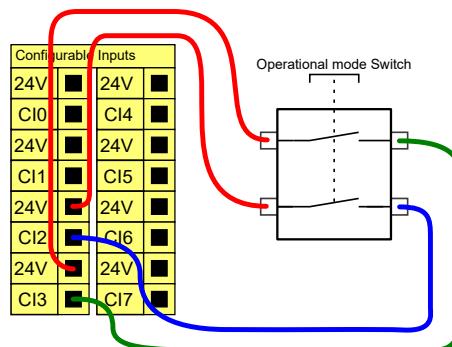 Configurable Inputs
Operational mode Switch
24V 24V
CI0 CI4
24V 24V
CI1 CI5
24V 24V
CI2 CI6
24V 24V
CI3 CI7